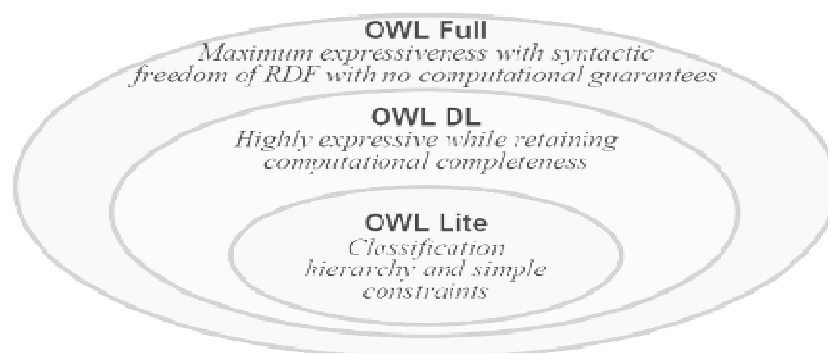 OWL Full
Maximum expressiveness with syntactic
freedom of RDF with no computational guarantees
OWL DL
Highly expressive while retaining
computational completeness
OWL Lite
Classification
hierarchy and simple
constraints